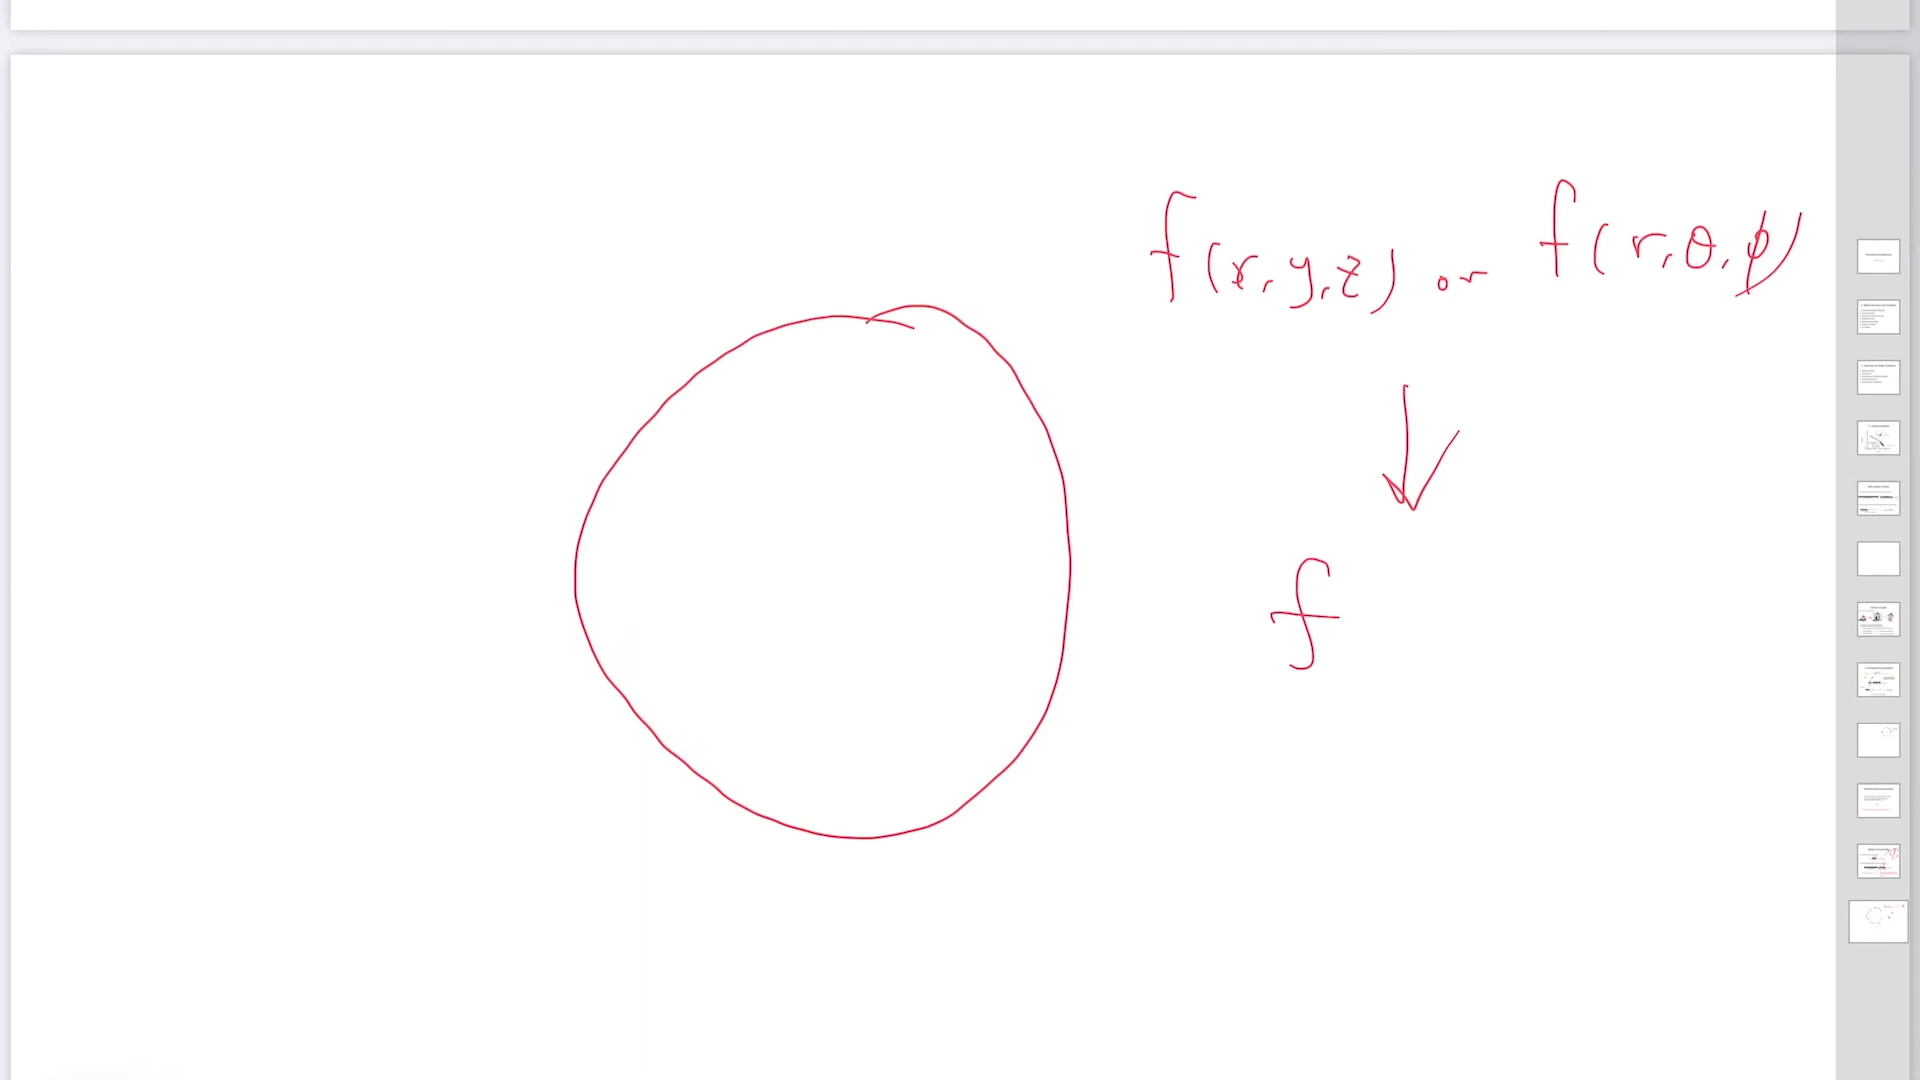 f(x,y,z) or f(r,θ,φ)
f